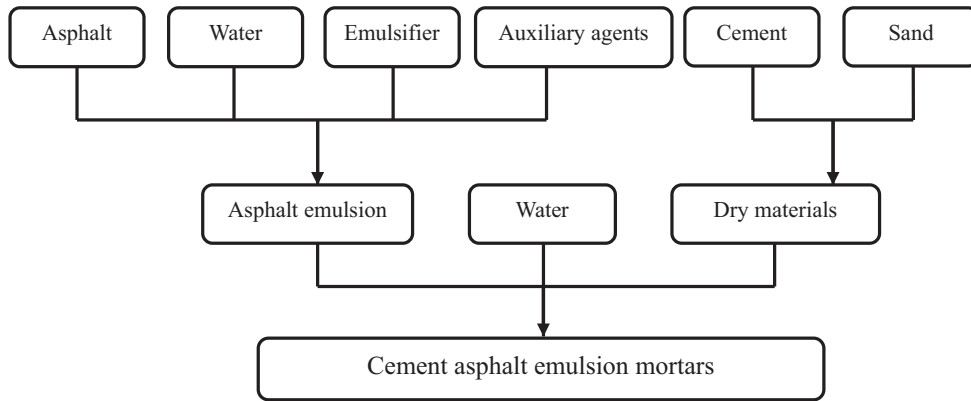 Asphalt
Water
Emulsifier
Auxiliary agents
Cement
Sand
Asphalt emulsion
Water
Dry materials
Cement asphalt emulsion mortars